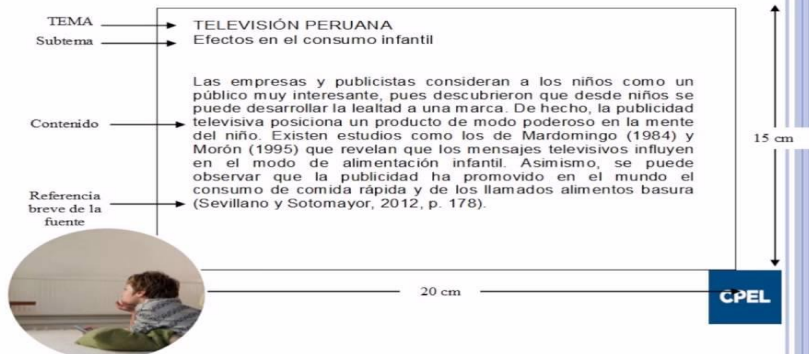 TEMA
TELEVISIÓN PERUANA
Subtema
Efectos en el consumo infantil
Las empresas y publicistas consideran a los niños como un
público muy interesante, pues descubrieron que desde niños se
puede desarrollar la lealtad a una marca. De hecho, la publicidad
Contenido
televisiva posiciona un producto de modo poderoso en la mente
del niño. Existen estudios como los de Mardomingo (1984) y
Morón (1995) que revelan que los mensajes televisivos influyen
en el modo de alimentación infantil. Asimismo, se puede
observar que la publicidad ha promovido en el mundo el
consumo de comida rápida y de los llamados alimentos basura
(Sevillano y Sotomayor, 2012, p. 178).
Referencia
breve de la
fuente
15 cm
20 cm
CPEL